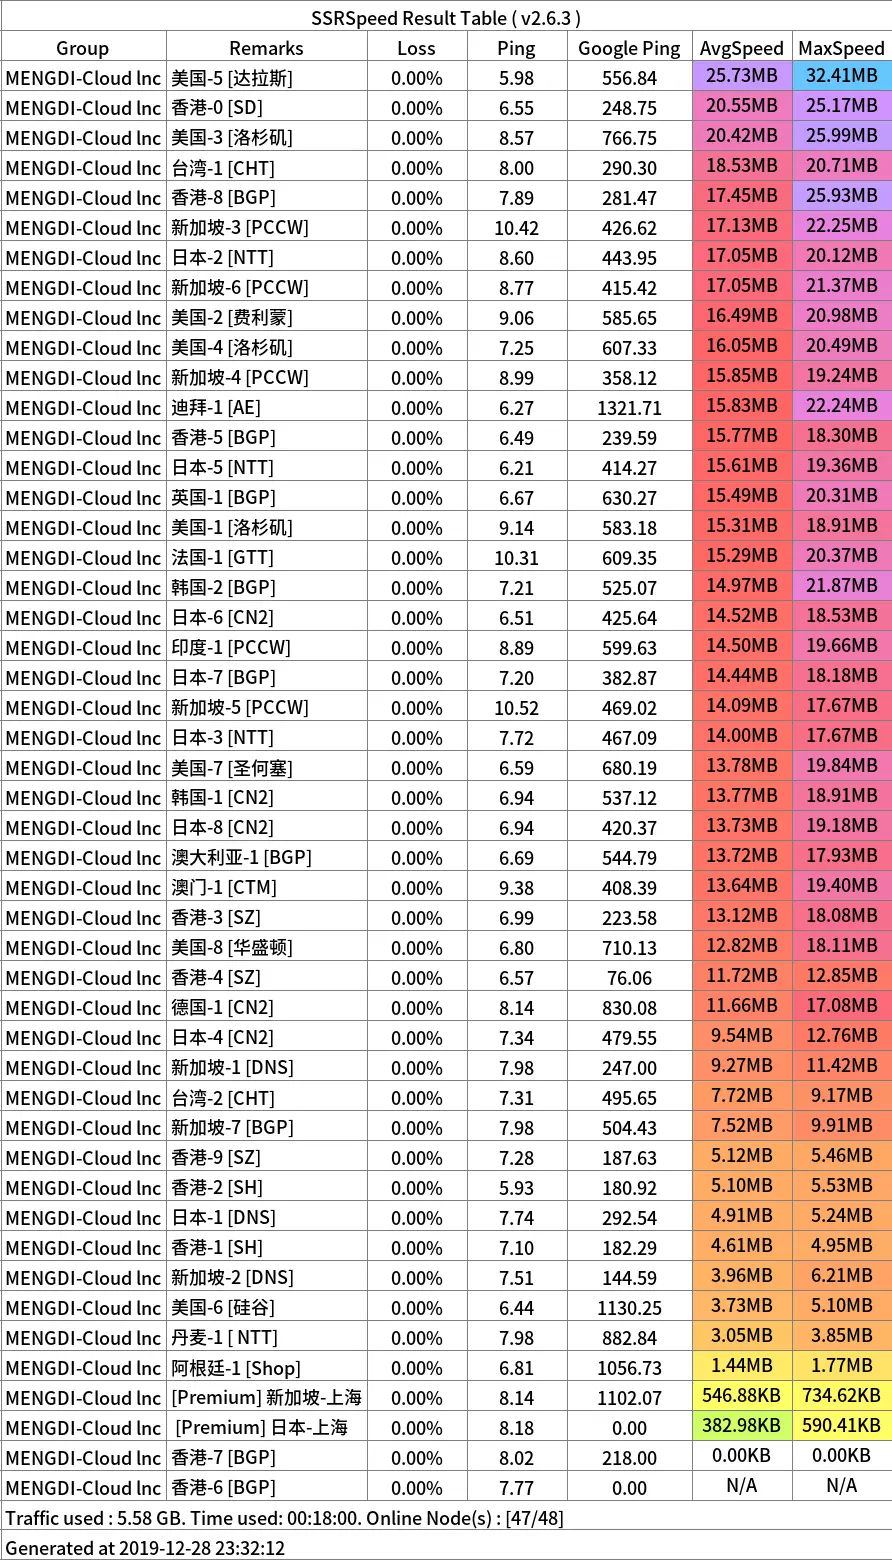 SSRSpeed Result Table ( v2.6.3 )
Group Remarks Loss Ping Google Ping AvgSpeed MaxSpeed
MENGDI-Cloud lnc 美国-5 [达拉斯] 0.00% 5.98 556.84 25.73MB 32.41MB
MENGDI-Cloud lnc 香港-0 [SD] 0.00% 6.55 248.75 20.55MB 25.17MB
MENGDI-Cloud lnc 美国-3 [洛杉矶] 0.00% 8.57 766.75 20.42MB 25.99MB
MENGDI-Cloud lnc 台湾-1 [CHT] 0.00% 8.00 290.30 18.53MB 20.71MB
MENGDI-Cloud lnc 香港-8 [BGP] 0.00% 7.89 281.47 17.45MB 25.93MB
MENGDI-Cloud lnc 新加坡-3 [PCCW] 0.00% 10.42 426.62 17.13MB 22.25MB
MENGDI-Cloud lnc 日本-2 [NTT] 0.00% 8.60 443.95 17.05MB 20.12MB
MENGDI-Cloud lnc 新加坡-6 [PCCW] 0.00% 8.77 415.42 17.05MB 21.37MB
MENGDI-Cloud lnc 美国-2 [费利蒙] 0.00% 9.06 585.65 16.49MB 20.98MB
MENGDI-Cloud lnc 美国-4 [洛杉矶] 0.00% 7.25 607.33 16.05MB 20.49MB
MENGDI-Cloud lnc 新加坡-4 [PCCW] 0.00% 8.99 358.12 15.85MB 19.24MB
MENGDI-Cloud lnc 迪拜-1 [AE] 0.00% 6.27 1321.71 15.83MB 22.24MB
MENGDI-Cloud lnc 香港-5 [BGP] 0.00% 6.49 239.59 15.77MB 18.30MB
MENGDI-Cloud lnc 日本-5 [NTT] 0.00% 6.21 414.27 15.61MB 19.36MB
MENGDI-Cloud lnc 英国-1 [BGP] 0.00% 6.67 630.27 15.49MB 20.31MB
MENGDI-Cloud lnc 美国-1 [洛杉矶] 0.00% 9.14 583.18 15.31MB 18.91MB
MENGDI-Cloud lnc 法国-1 [GTT] 0.00% 10.31 609.35 15.29MB 20.37MB
MENGDI-Cloud lnc 韩国-2 [BGP] 0.00% 7.21 525.07 14.97MB 21.87MB
MENGDI-Cloud lnc 日本-6 [CN2] 0.00% 6.51 425.64 14.52MB 18.53MB
MENGDI-Cloud lnc 印度-1 [PCCW] 0.00% 8.89 599.63 14.50MB 19.66MB
MENGDI-Cloud lnc 日本-7 [BGP] 0.00% 7.20 382.87 14.44MB 18.18MB
MENGDI-Cloud lnc 新加坡-5 [PCCW] 0.00% 10.52 469.02 14.09MB 17.67MB
MENGDI-Cloud lnc 日本-3 [NTT] 0.00% 7.72 467.09 14.00MB 17.67MB
MENGDI-Cloud lnc 美国-7 [圣何塞] 0.00% 6.59 680.19 13.78MB 19.84MB
MENGDI-Cloud lnc 韩国-1 [CN2] 0.00% 6.94 537.12 13.77MB 18.91MB
MENGDI-Cloud lnc 日本-8 [CN2] 0.00% 6.94 420.37 13.73MB 19.18MB
MENGDI-Cloud lnc 澳大利亚-1 [BGP] 0.00% 6.69 544.79 13.72MB 17.93MB
MENGDI-Cloud lnc 澳门-1 [CTM] 0.00% 9.38 408.39 13.64MB 19.40MB
MENGDI-Cloud lnc 香港-3 [SZ] 0.00% 6.99 223.58 13.12MB 18.08MB
MENGDI-Cloud lnc 美国-8 [华盛顿] 0.00% 6.80 710.13 12.82MB 18.11MB
MENGDI-Cloud lnc 香港-4 [SZ] 0.00% 6.57 76.06 11.72MB 12.85MB
MENGDI-Cloud lnc 德国-1 [CN2] 0.00% 8.14 830.08 11.66MB 17.08MB
MENGDI-Cloud lnc 日本-4 [CN2] 0.00% 7.34 479.55 9.54MB 12.76MB
MENGDI-Cloud lnc 新加坡-1 [DNS] 0.00% 7.98 247.00 9.27MB 11.42MB
MENGDI-Cloud lnc 台湾-2 [CHT] 0.00% 7.31 495.65 7.72MB 9.17MB
MENGDI-Cloud lnc 新加坡-7 [BGP] 0.00% 7.98 504.43 7.52MB 9.91MB
MENGDI-Cloud lnc 香港-9 [SZ] 0.00% 7.28 187.63 5.12MB 5.46MB
MENGDI-Cloud lnc 香港-2 [SH] 0.00% 5.93 180.92 5.10MB 5.53MB
MENGDI-Cloud lnc 日本-1 [DNS] 0.00% 7.74 292.54 4.91MB 5.24MB
MENGDI-Cloud lnc 香港-1 [SH] 0.00% 7.10 182.29 4.61MB 4.95MB
MENGDI-Cloud lnc 新加坡-2 [DNS] 0.00% 7.51 144.59 3.96MB 6.21MB
MENGDI-Cloud lnc 美国-6 [硅谷] 0.00% 6.44 1130.25 3.73MB 5.10MB
MENGDI-Cloud lnc 丹麦-1 [ NTT] 0.00% 7.98 882.84 3.05MB 3.85MB
MENGDI-Cloud lnc 阿根廷-1 [Shop] 0.00% 6.81 1056.73 1.44MB 1.77MB
MENGDI-Cloud lnc [Premium] 新加坡-上海 0.00% 8.14 1102.07 546.88KB 734.62KB
MENGDI-Cloud lnc [Premium] 日本-上海 0.00% 8.18 0.00 382.98KB 590.41KB
MENGDI-Cloud lnc 香港-7 [BGP] 0.00% 8.02 218.00 0.00KB 0.00KB
MENGDI-Cloud lnc 香港-6 [BGP] 0.00% 7.77 0.00 N/A N/A
Traffic used : 5.58 GB. Time used: 00:18:00. Online Node(s) : [47/48]
Generated at 2019-12-28 23:32:12